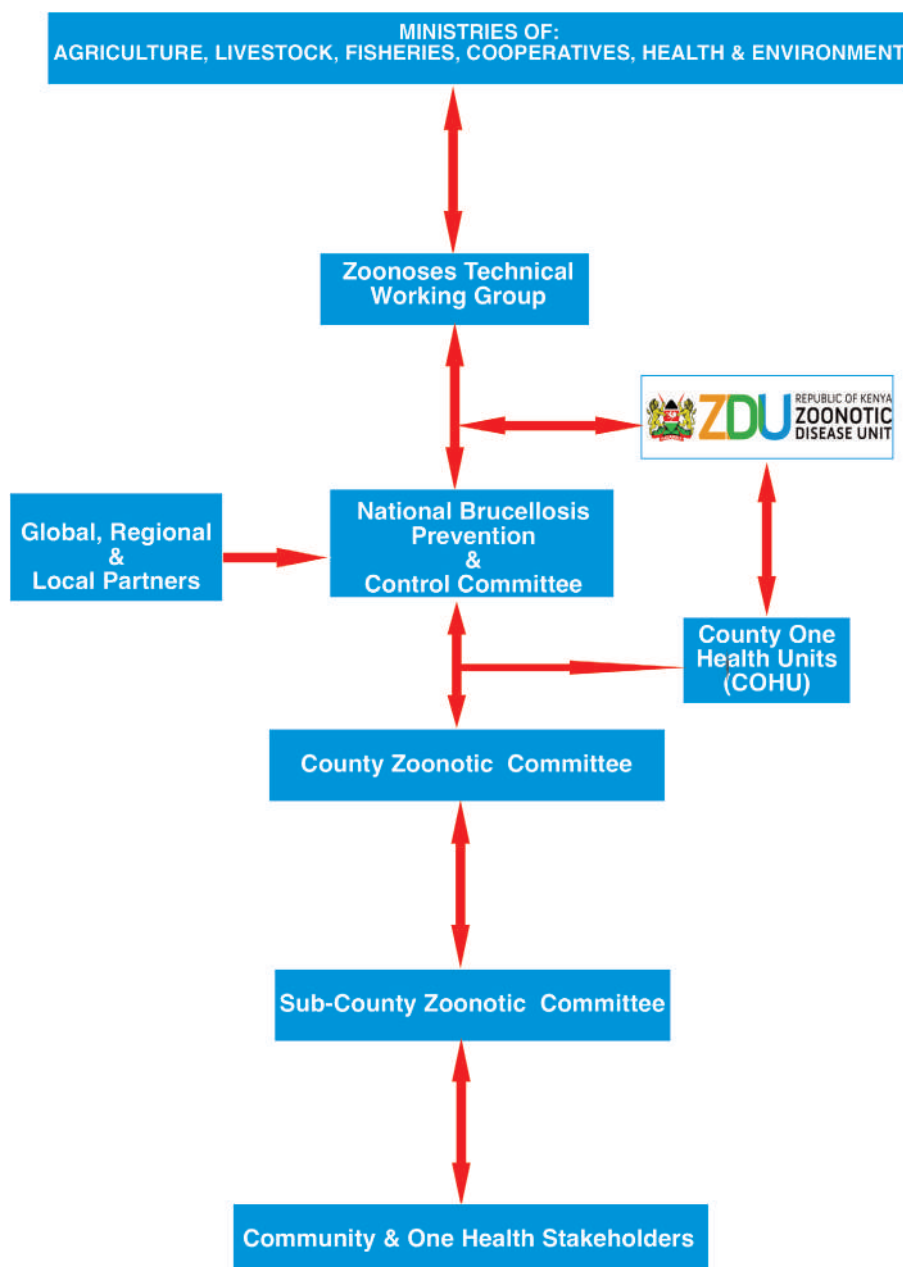 MINISTRIES OF:
AGRICULTURE, LIVESTOCK, FISHERIES, COOPERATIVES, HEALTH & ENVIRONMENT
Zoonoses Technical
Working Group
ZDU
REPUBLIC OF KENYA
ZOONOTIC
DISEASE UNIT
Global, Regional
&
Local Partners
National Brucellosis
Prevention
&
Control Committee
County One
Health Units
(COHU)
County Zoonotic Committee
Sub-County Zoonotic Committee
Community & One Health Stakeholders